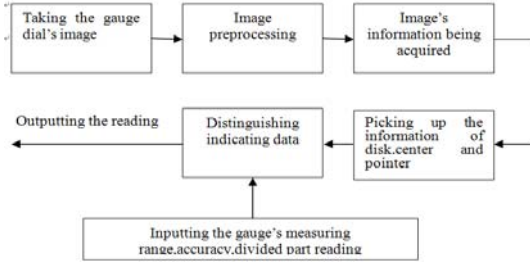 Taking the gauge
dial's image
Image
preprocessing
Image's
information being
acquired
Outputting the reading
Distinguishing
indicating data
Picking up the
information of
disk.center and
pointer
Inputting the gauge's measuring
range.accuracy.divided part reading